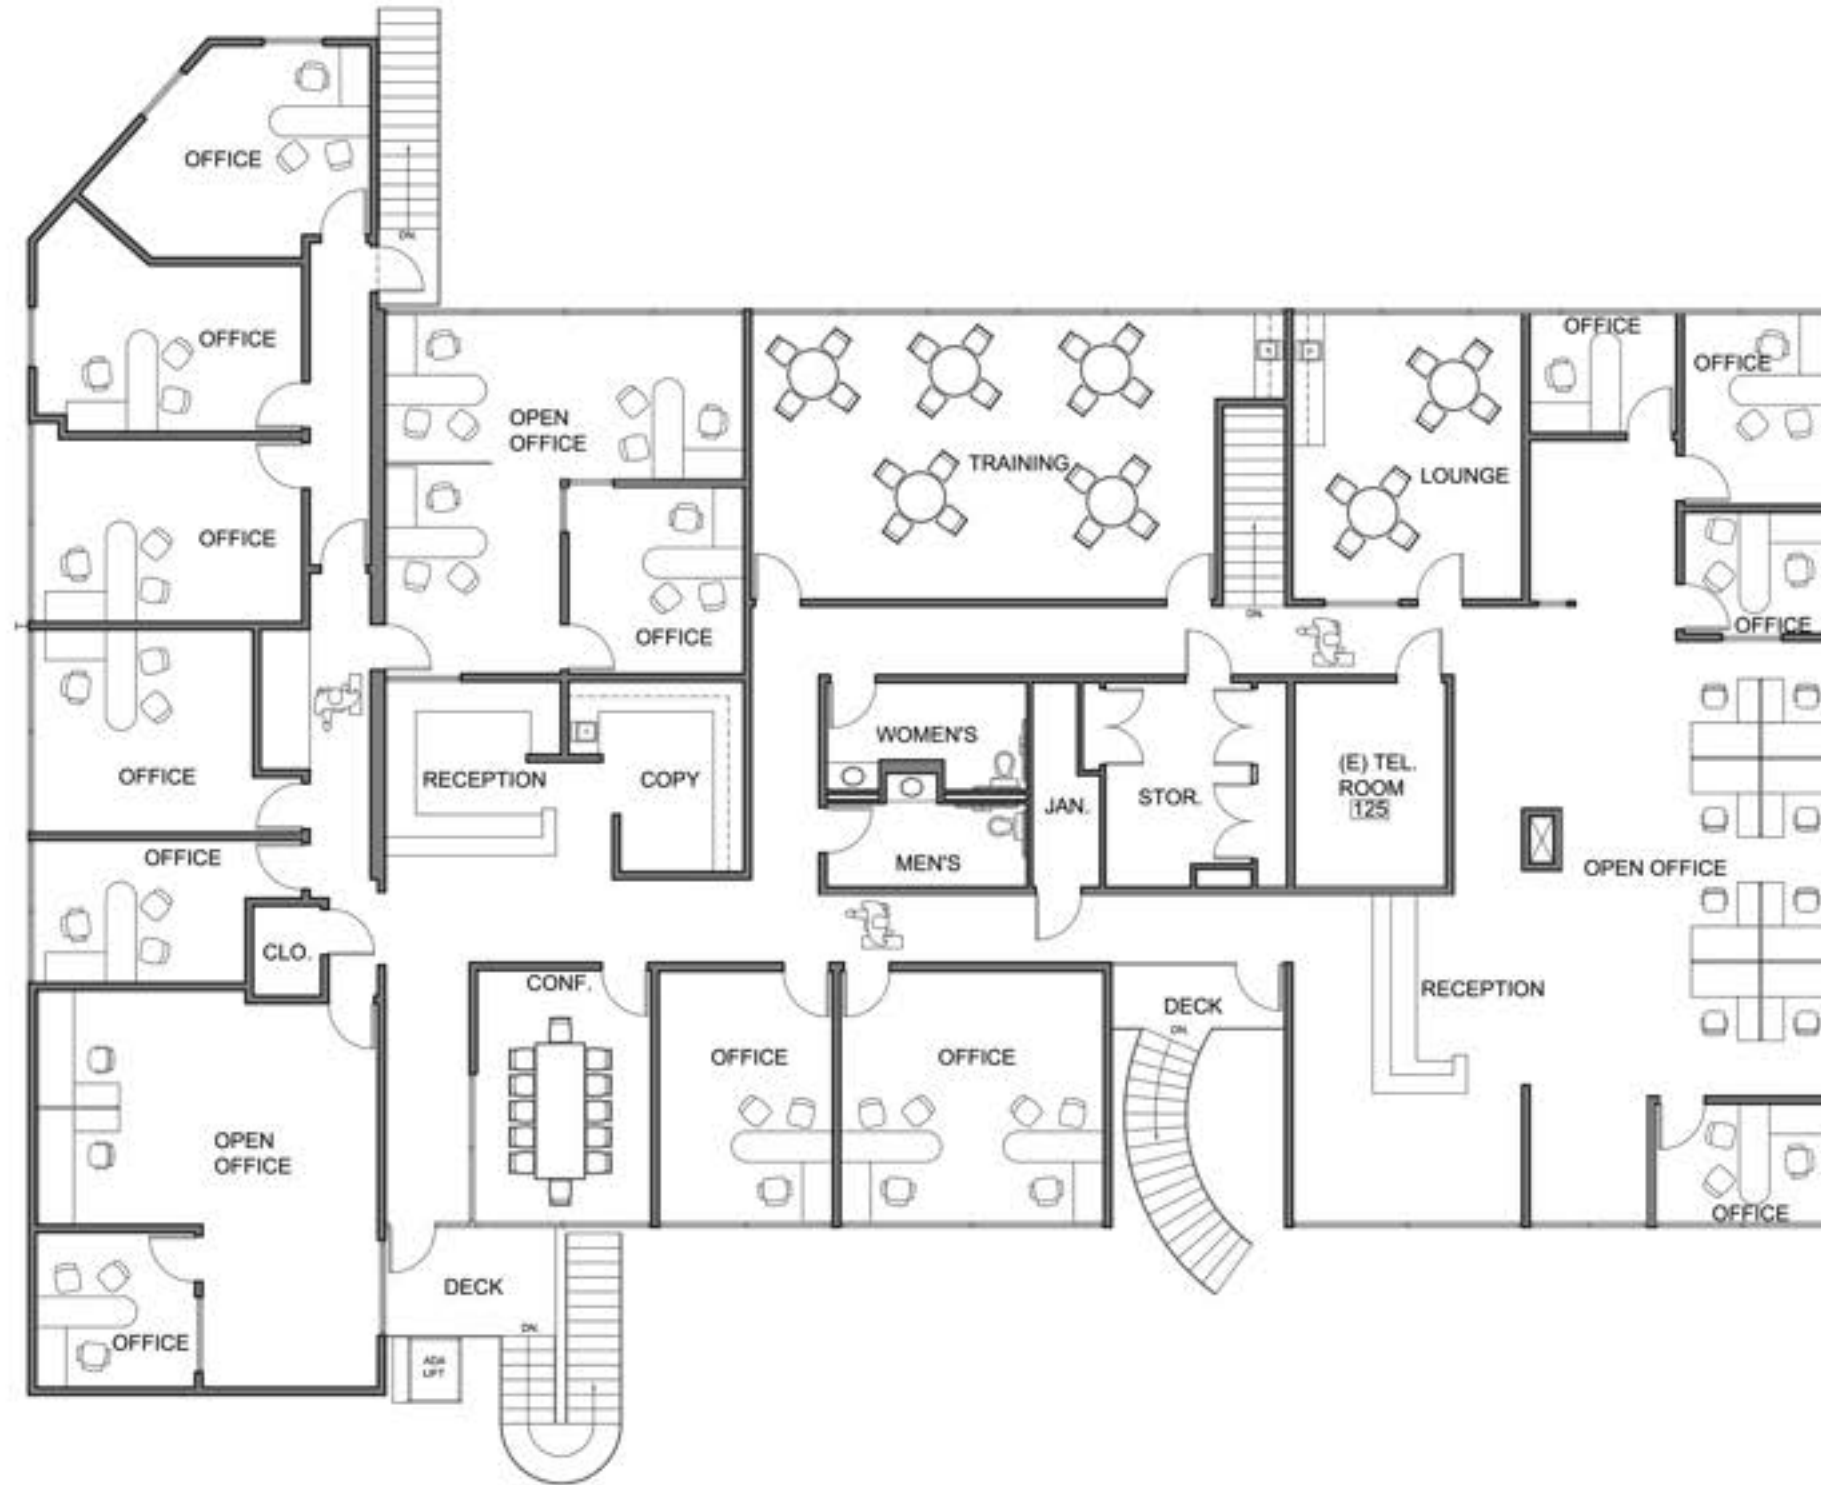 OFFICE
DN.
OFFICE
OFFICE
OFFICE
OFFICE
CLO.
OPEN
OFFICE
OFFICE
OPEN
OFFICE
OFFICE
RECEPTION
COPY
TRAINING
DN.
LOUNGE
OFFICE
OFFICE
OFFICE
WOMEN'S
MEN'S
JAN.
STOR.
(E) TEL.
ROOM
125
OPEN OFFICE
RECEPTION
CONF.
OFFICE
OFFICE
DECK
DN.
OFFICE
DECK
DN.
ADA
LIFT